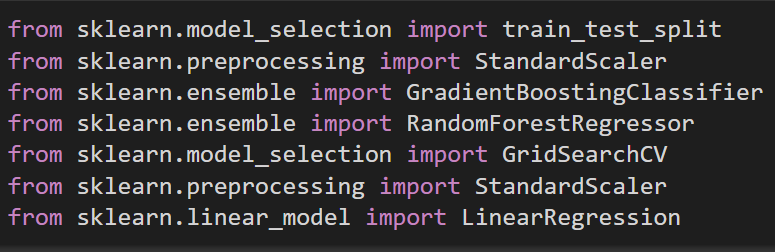 from sklearn.model_selection import train_test_split
from sklearn.preprocessing import StandardScaler
from sklearn.ensemble import GradientBoostingClassifier
from sklearn.ensemble import RandomForestRegressor
from sklearn.model_selection import GridSearchCV
from sklearn.preprocessing import StandardScaler
from sklearn.linear_model import LinearRegression